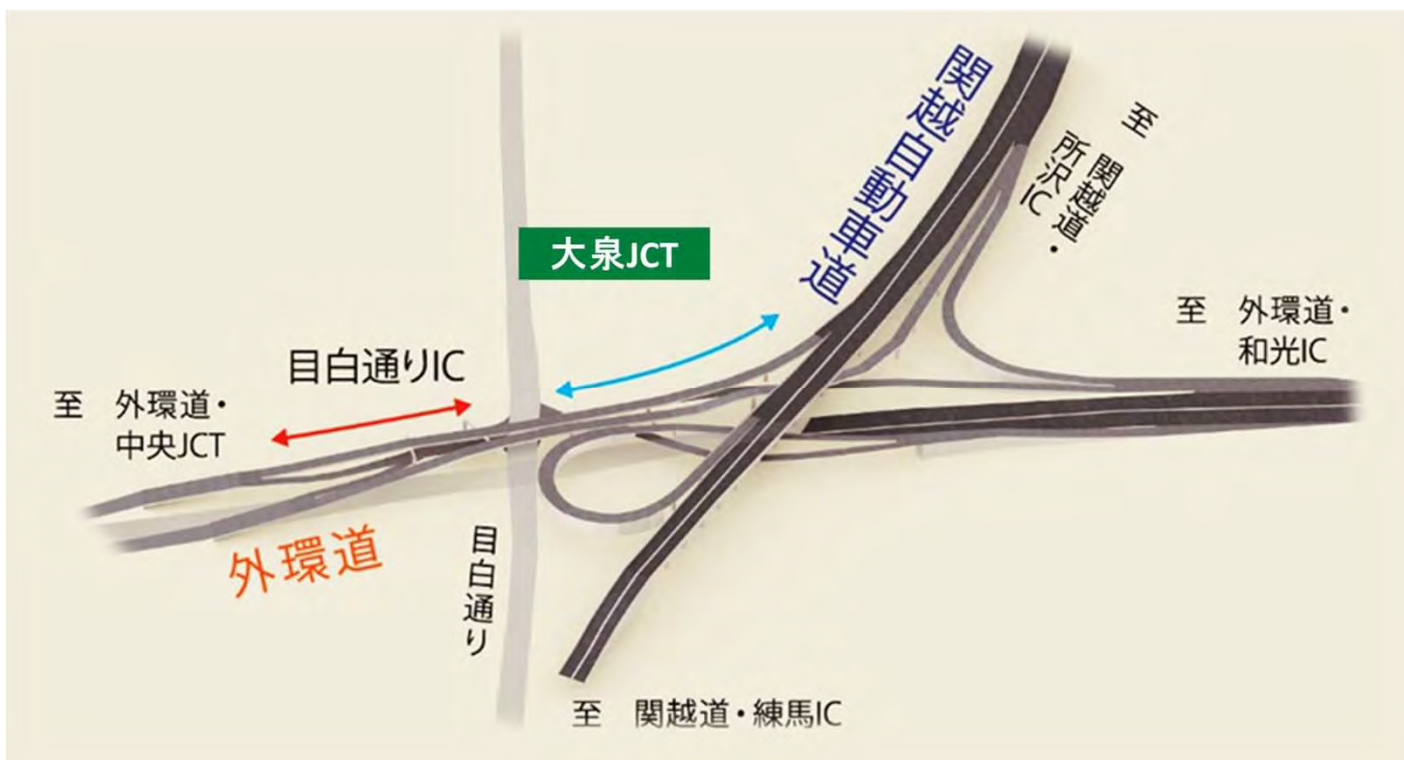 関越自動車道
至 関越道・
所沢IC
大泉JCT
至 外環道・
和光IC
目白通りIC
至 外環道・
中央JCT
外環道
目白通り
至 関越道・練馬IC